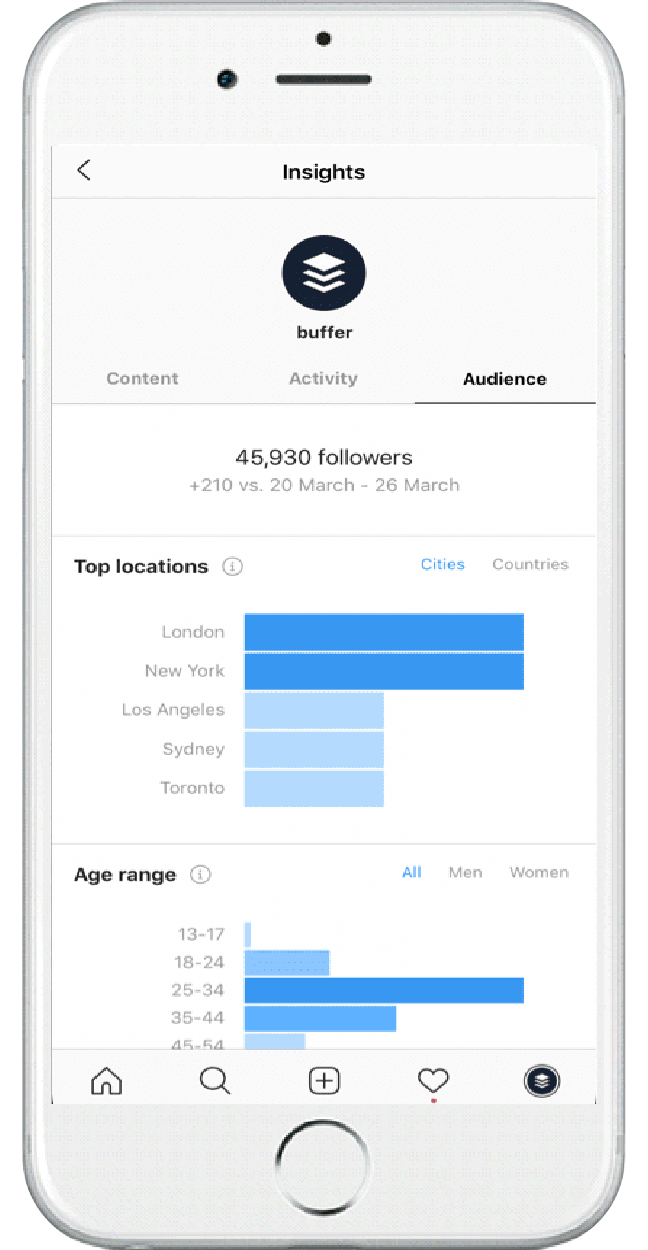 Insights
buffer
Content Activity Audience
45,930 followers
+210 vs. 20 March - 26 March
Top locations Cities Countries
London
New York
Los Angeles
Sydney
Toronto
Age range All Men Women
13-17
18-24
25-34
35-44
45-54